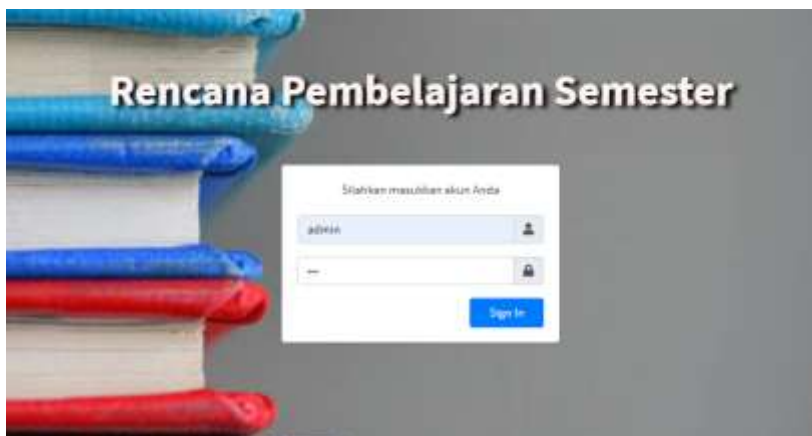 Rencana Pembelajaran Semester
Silahkan masukkan akun Anda
admin
Sign In